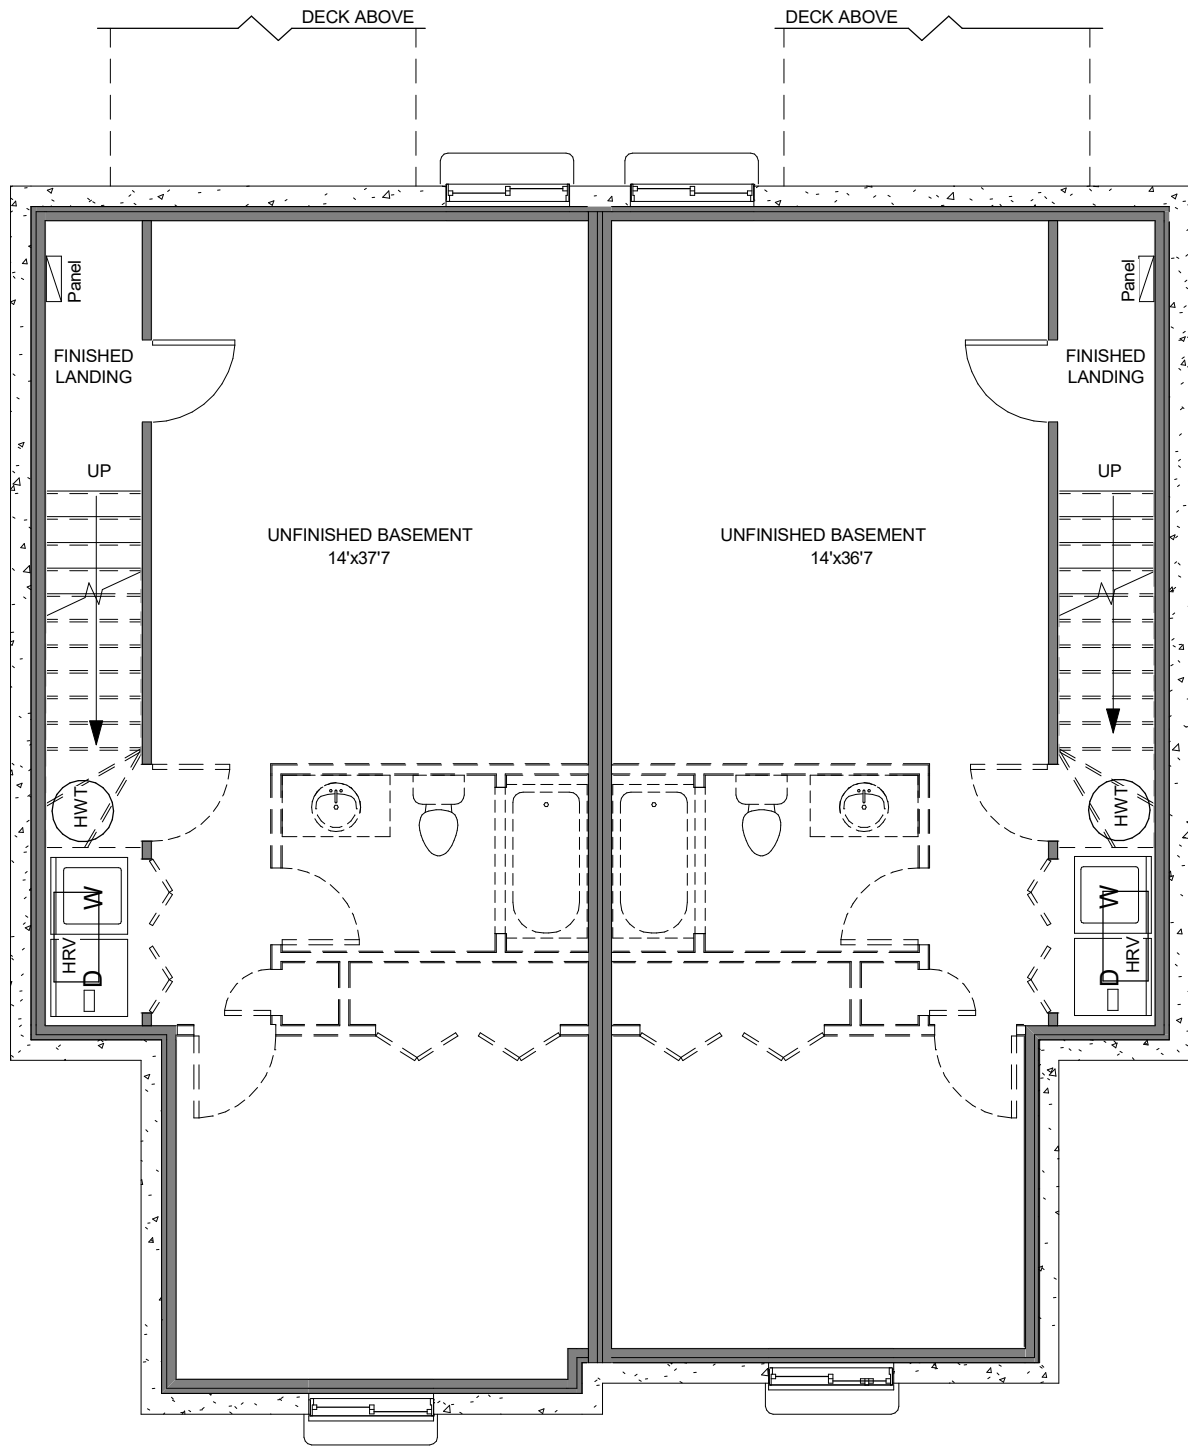 DECK ABOVE
DECK ABOVE
Panel
Panel
FINISHED
LANDING
FINISHED
LANDING
UP
UP
UNFINISHED BASEMENT
14'x37'7
UNFINISHED BASEMENT
14'x36'7
HWT
HWT
W
W
HRV
D
D
HRV